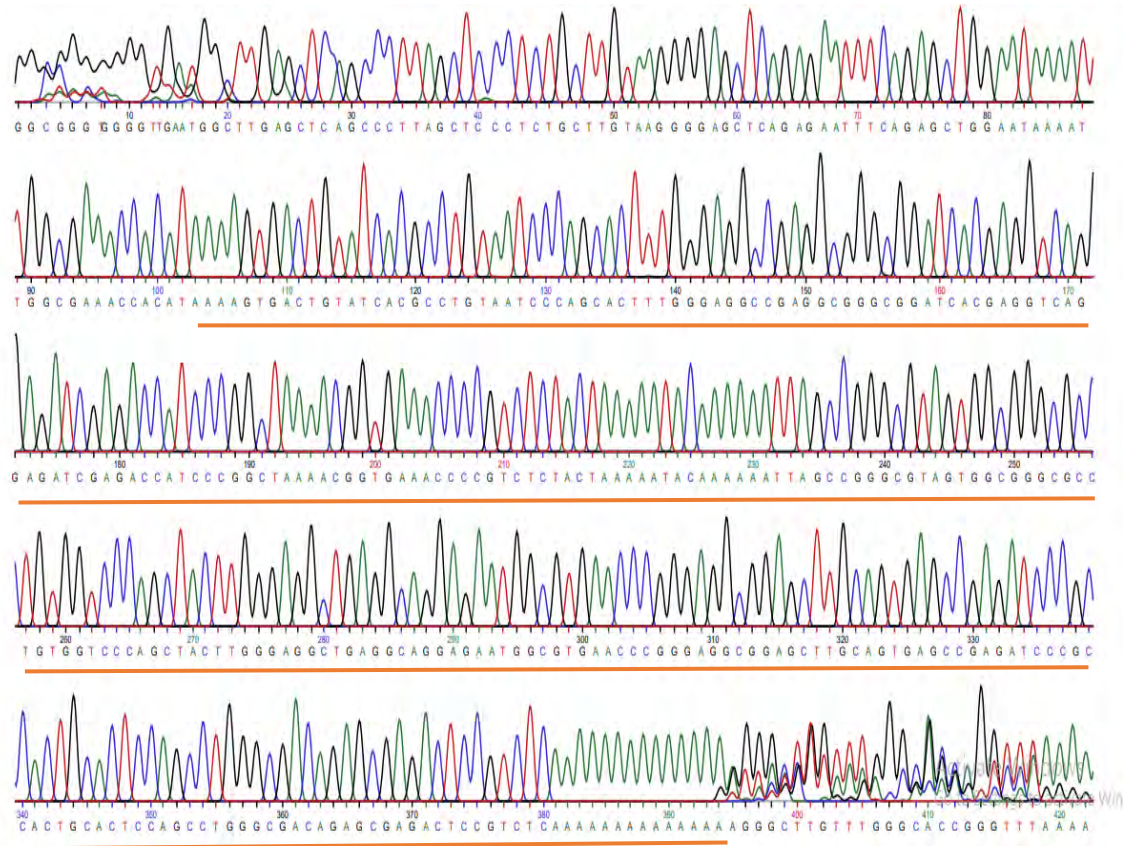 10 20 30 40 50 60 70 80
GGCGGGTGGGGTTGAATGGCTTGAGCTCAGCCCTTAGCTCCCTCTGCTTGTAAGGGGAGCTCAGAGAATTTCAGAGCTGGAATAAAAT
90 100 110 120 130 140 150 160 170
TGGCGAAACCACATAAAAGTGACTGTATCACGCCTGTAATCCCAGCACTTTGGGAGGCCGAGGCGGGCGGATCACGAGGTCAG
180 190 200 210 220 230 240 250
GAGATCGAGACCATCCCGGCTAAAACGGTGAAACCCCGTCTCTACTAAAAATACAAAAAATTAGCCGGGCGTAGTGGCGGGCGCC
260 270 280 290 300 310 320 330
TGTGGTCCCAGCTACTTGGGAGGCTGAGGCAGGAGAATGGCGTGAACCCGGGAGGCGGAGCTTGCAGTGAGCCGAGATCCCGC
340 350 360 370 380 390 400 410 420
CACTGCACTCCAGCCTGGGCGACAGAGCGAGACTCCGTCTCAAAAAAAAAAAAAAAGGGCTTGTTTGGGCACCGGGTTTAAAA